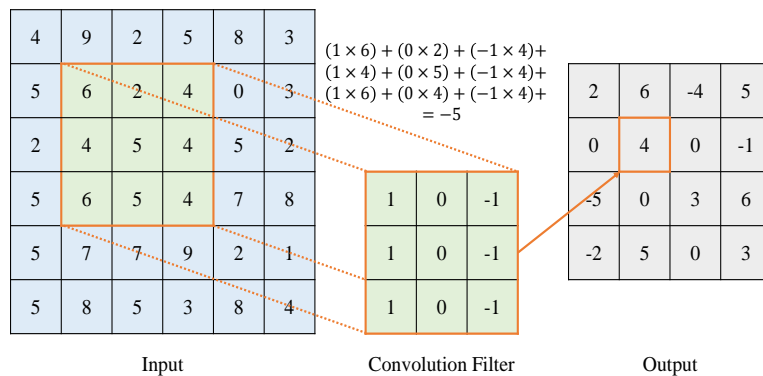 4 9 2 5 8 3
5 6 2 4 0 3
2 4 5 4 5 2
5 6 5 4 7 8
5 7 7 9 2 1
5 8 5 3 8 4
Input
(1 × 6) + (0 × 2) + (−1 × 4)+
(1 × 4) + (0 × 5) + (−1 × 4)+
(1 × 6) + (0 × 4) + (−1 × 4)+
= −5
1 0 -1
1 0 -1
1 0 -1
Convolution Filter
2 6 -4 5
0 4 0 -1
-5 0 3 6
-2 5 0 3
Output